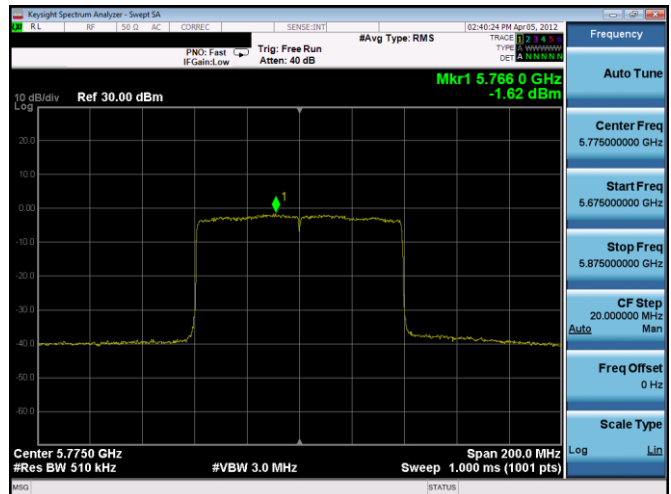 Keysight Spectrum Analyzer - Swept SA
RL RF 50 Ω AC CORREC SENSE:INT 02:40:24 PM Apr 05, 2012
#Avg Type: RMS
TRACE 1 2 3 4 5 6
TYPE A WWWWW
DET A N N N N N
PNO: Fast
IFGain:Low
Trig: Free Run
Atten: 40 dB
Mkr1 5.766 0 GHz
-1.62 dBm
10 dB/div
Log
Ref 30.00 dBm
20.0
10.0
0.00
-10.0
-20.0
-30.0
-40.0
-50.0
-60.0
1
Center 5.7750 GHz
#Res BW 510 kHz
#VBW 3.0 MHz
Span 200.0 MHz
Sweep 1.000 ms (1001 pts)
MSG
STATUS
Frequency
Auto Tune
Center Freq
5.775000000 GHz
Start Freq
5.675000000 GHz
Stop Freq
5.875000000 GHz
CF Step
20.000000 MHz
Auto Man
Freq Offset
0 Hz
Scale Type
Log Lin